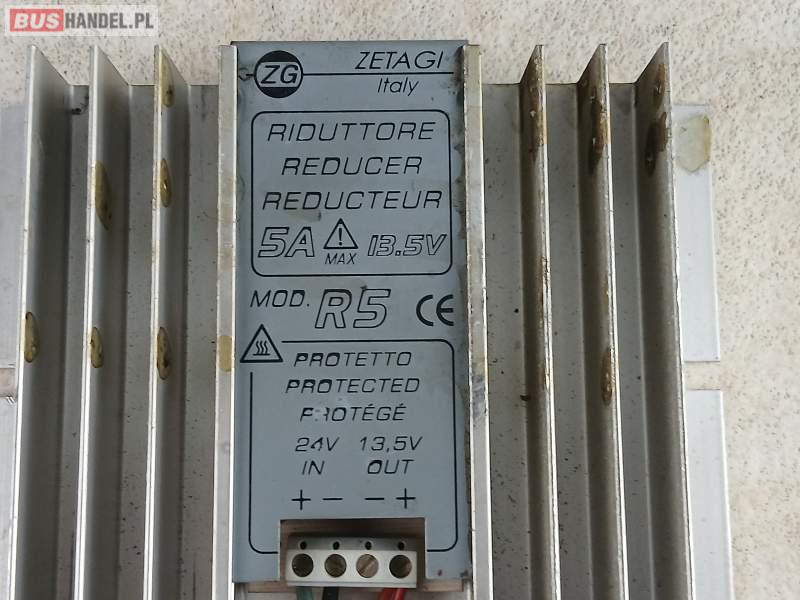 BUSHANDEL.PL
ZG ZETAGI
Italy
RIDUTTORE
REDUCER
REDUCTEUR
5A MAX 13.5V
MOD. R5 CE
PROTETTO
PROTECTED
PROTÉGÉ
24V 13,5V
IN OUT
+ - - +